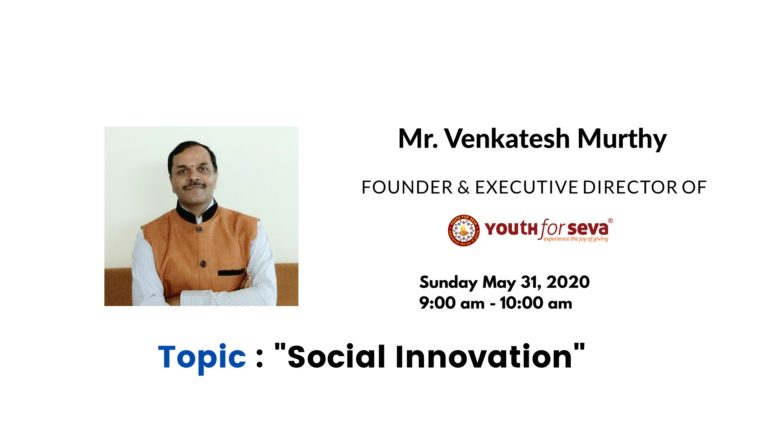 Mr. Venkatesh Murthy
FOUNDER & EXECUTIVE DIRECTOR OF
YOUTH for SEVA©
experience the joy of giving
Sunday May 31, 2020
9:00 am - 10:00 am
Topic : "Social Innovation"